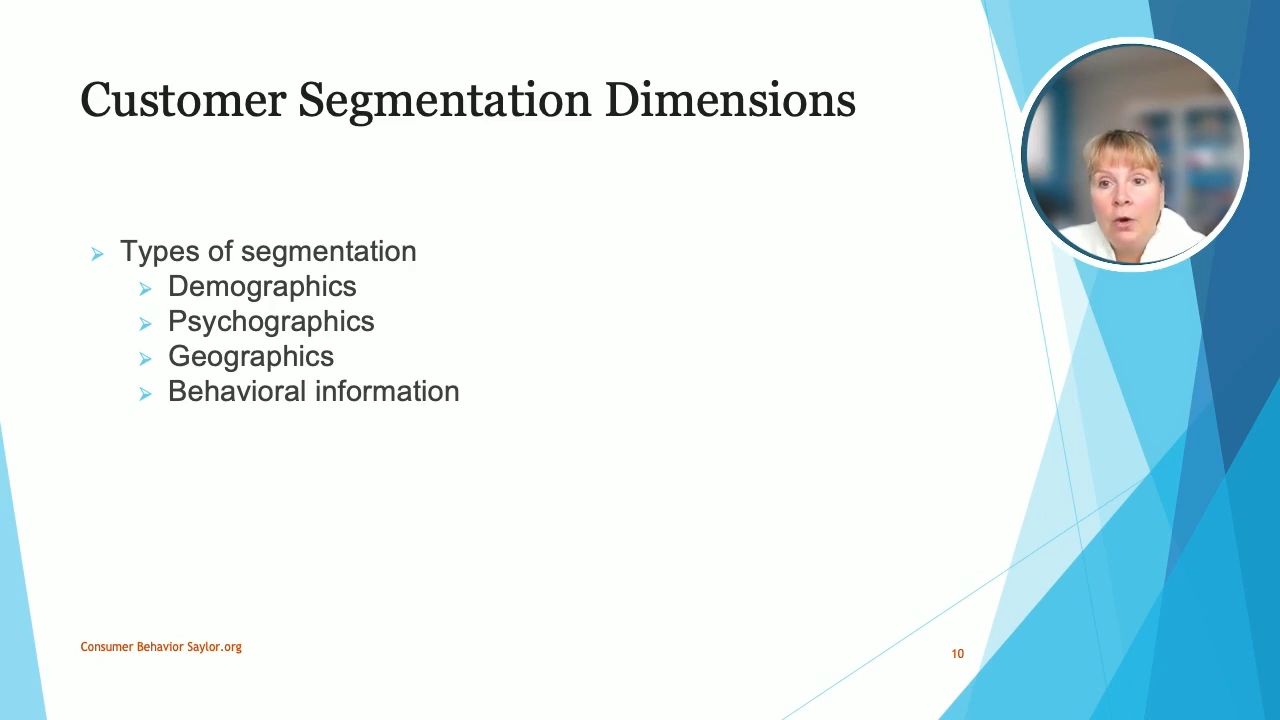 Customer Segmentation Dimensions
Types of segmentation
Demographics
Psychographics
Geographics
Behavioral information
Consumer Behavior Saylor.org
10